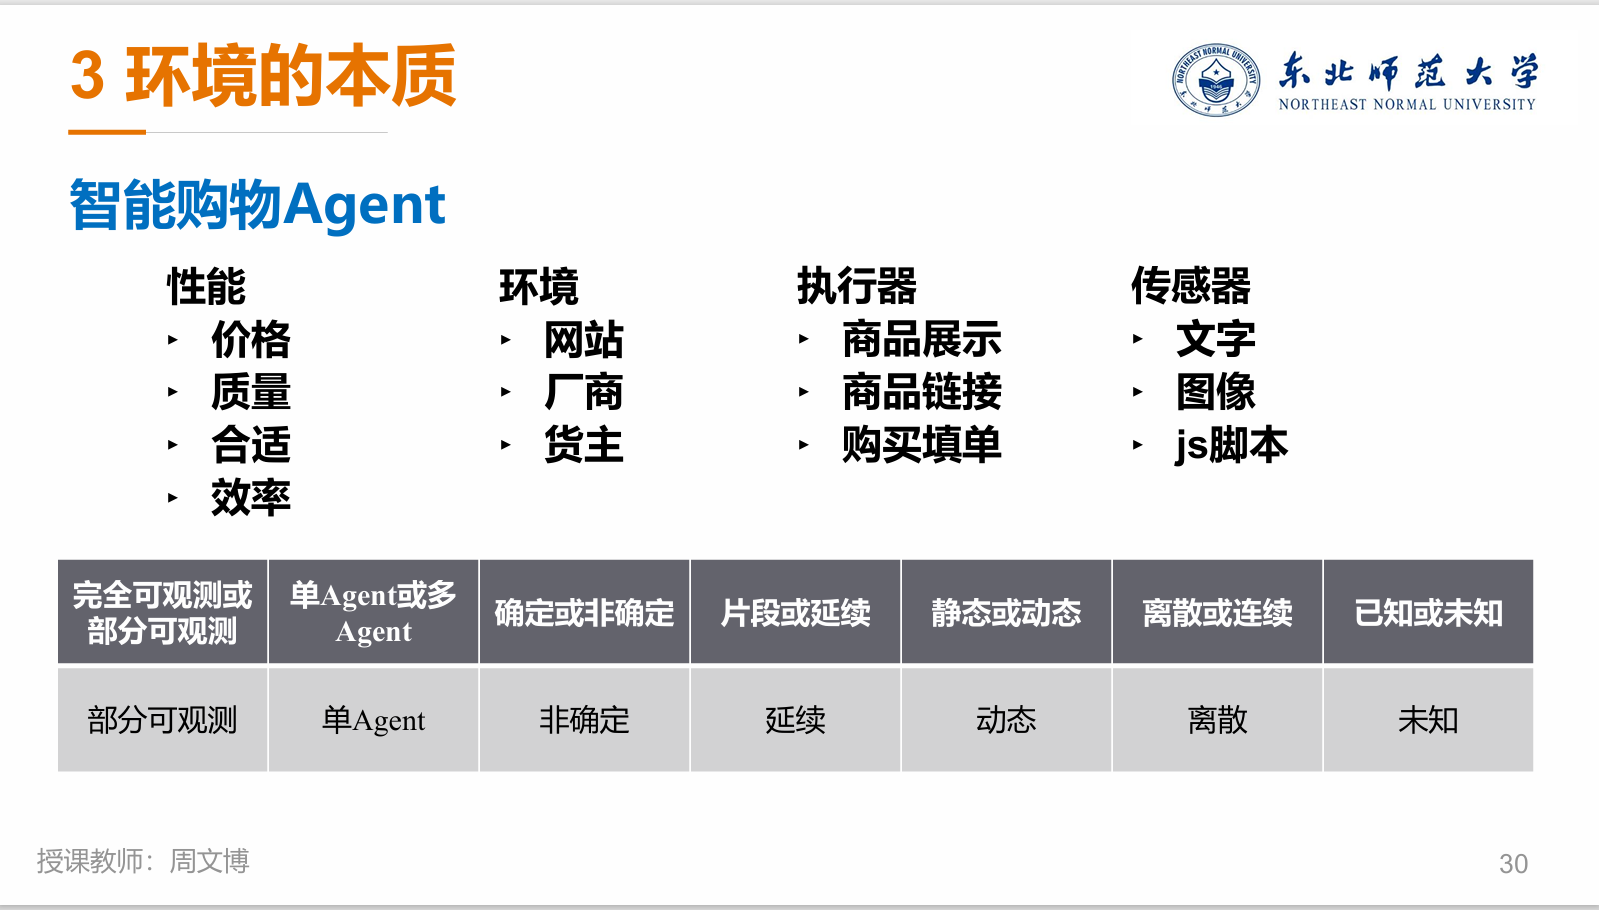 3 环境的本质
东北师范大学
NORTHEAST NORMAL UNIVERSITY
智能购物Agent
性能
价格
质量
合适
效率
环境
网站
厂商
货主
执行器
商品展示
商品链接
购买填单
传感器
文字
图像
js脚本
完全可观测或
部分可观测
单Agent或多
Agent
确定或非确定
片段或延续
静态或动态
离散或连续
已知或未知
部分可观测
单Agent
非确定
延续
动态
离散
未知
授课教师：周文博
30